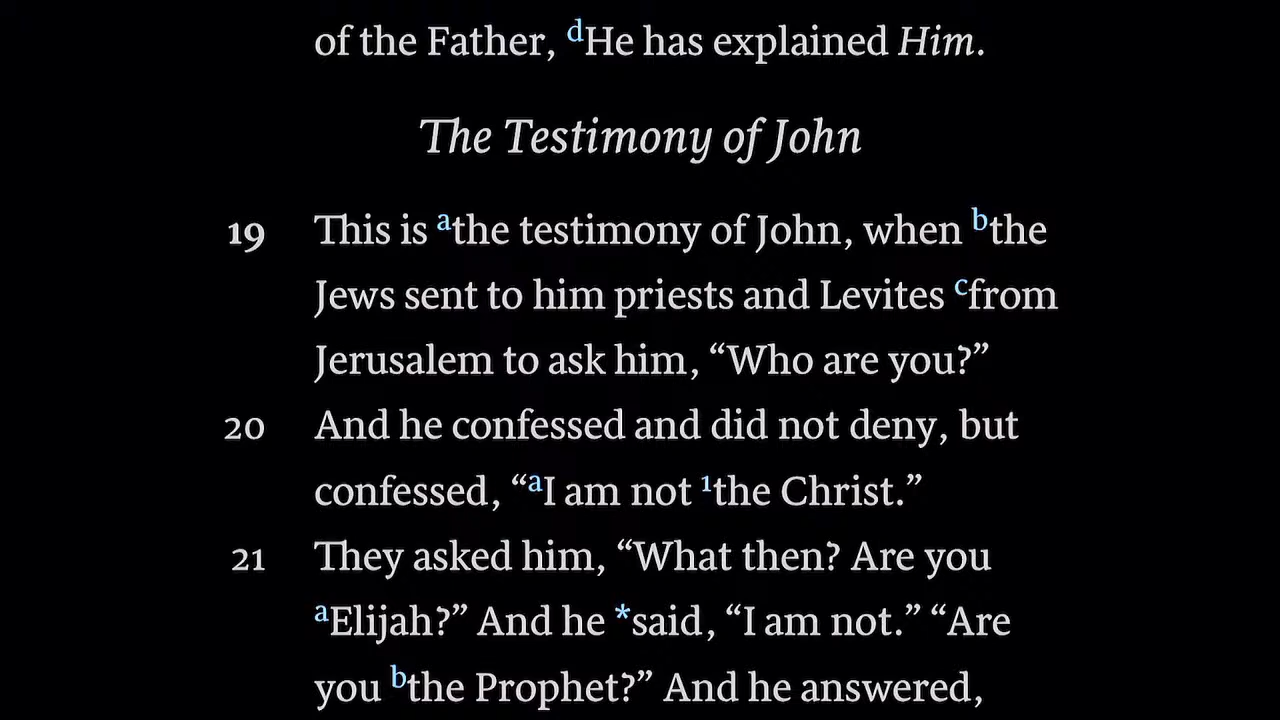 of the Father, dHe has explained Him.
The Testimony of John
19 This is athe testimony of John, when bthe
Jews sent to him priests and Levites cfrom
Jerusalem to ask him, “Who are you?”
20 And he confessed and did not deny, but
confessed, “aI am not 1the Christ.”
21 They asked him, “What then? Are you
aElijah?” And he *said, “I am not.” “Are
you bthe Prophet?” And he answered,